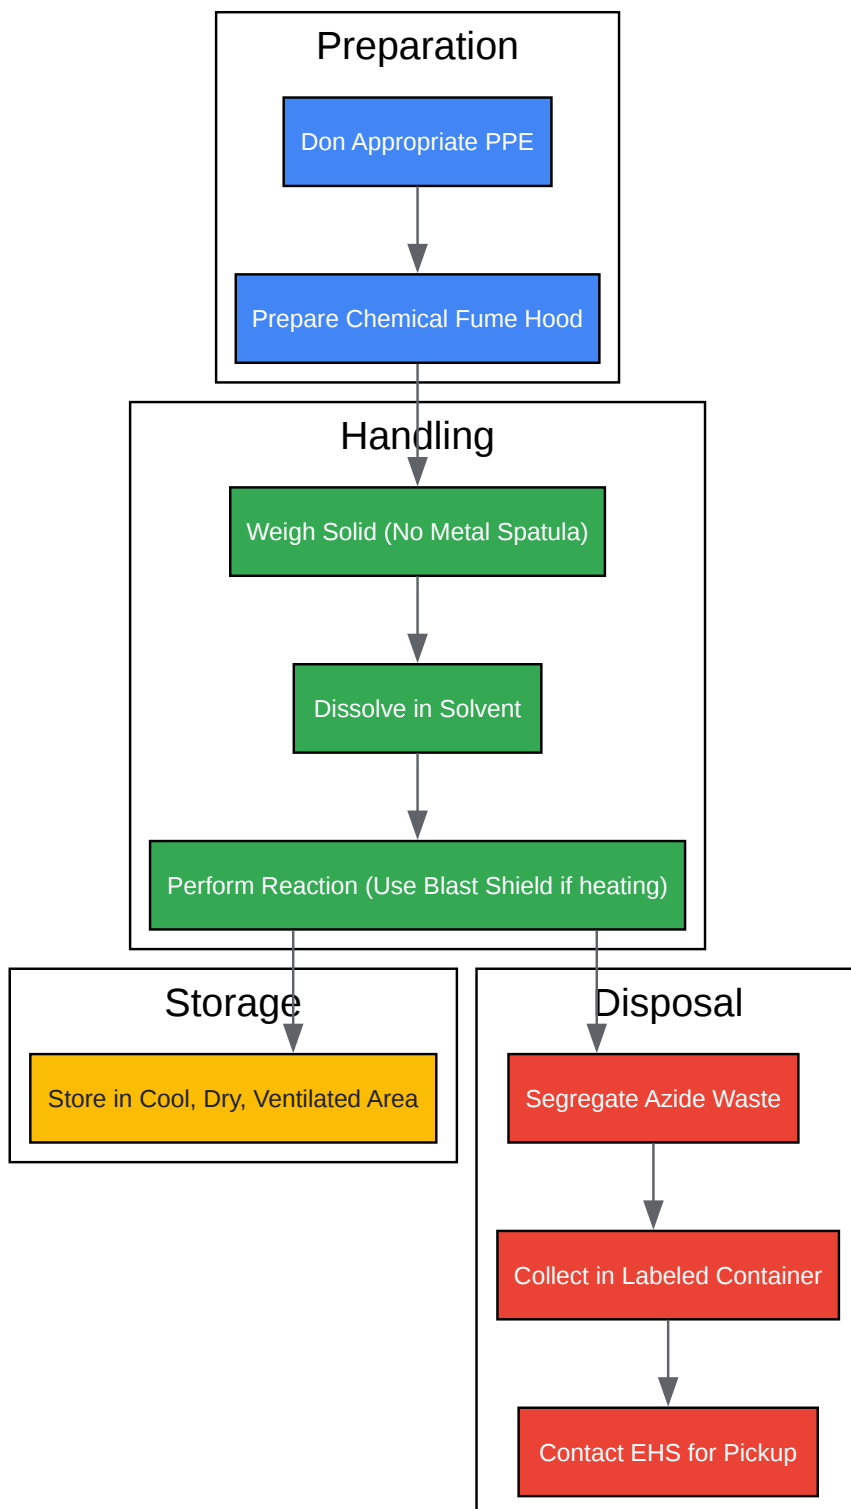 Preparation
Don Appropriate PPE
Prepare Chemical Fume Hood
Handling
Weigh Solid (No Metal Spatula)
Dissolve in Solvent
Perform Reaction (Use Blast Shield if heating)
Storage
Store in Cool, Dry, Ventilated Area
Disposal
Segregate Azide Waste
Collect in Labeled Container
Contact EHS for Pickup